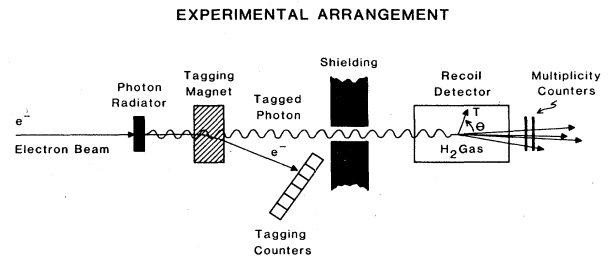 EXPERIMENTAL ARRANGEMENT
Shielding
Photon
Radiator
Tagging
Magnet
Tagged
Photon
Recoil
Detector
Multiplicity
Counters
e⁻
Electron Beam
e⁻
T
Θ
H₂Gas
Tagging
Counters